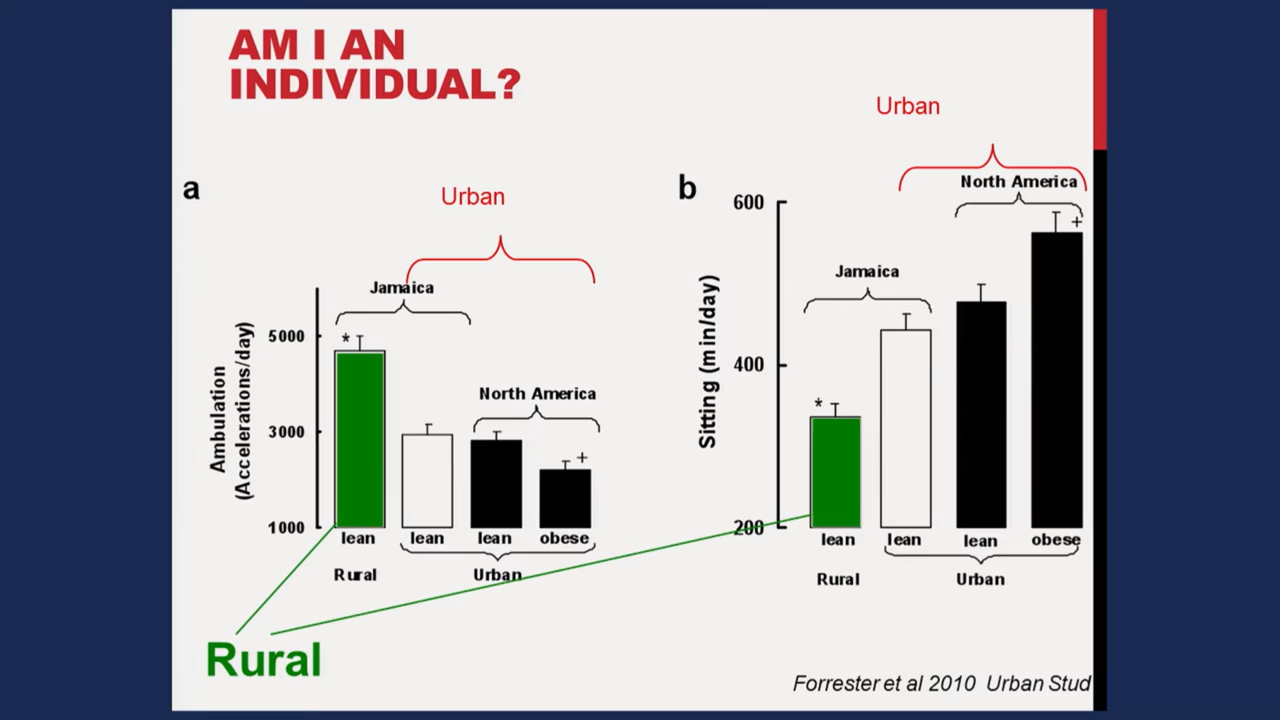 AM I AN
INDIVIDUAL?
a
Urban
Jamaica
North America
Ambulation
(Accelerations/day)
5000
3000
1000
*
+
lean lean lean obese
Rural Urban
b
Urban
North America
Jamaica
Sitting (min/day)
600
400
200
*
+
lean lean lean obese
Rural Urban
Rural
Forrester et al 2010 Urban Stud